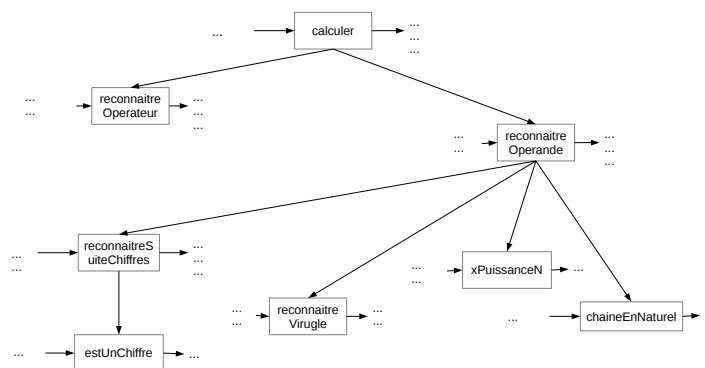 ... calculer ...
...
...
... reconnaitre ...
... Operateur ...
...
... reconnaitre ...
... Operande ...
...
... reconnaitreS ...
... uiteChiffres ...
...
... xPuissanceN ...
...
... reconnaitre ...
... Virugle ...
... chaineEnNaturel ...
... estUnChiffre ...